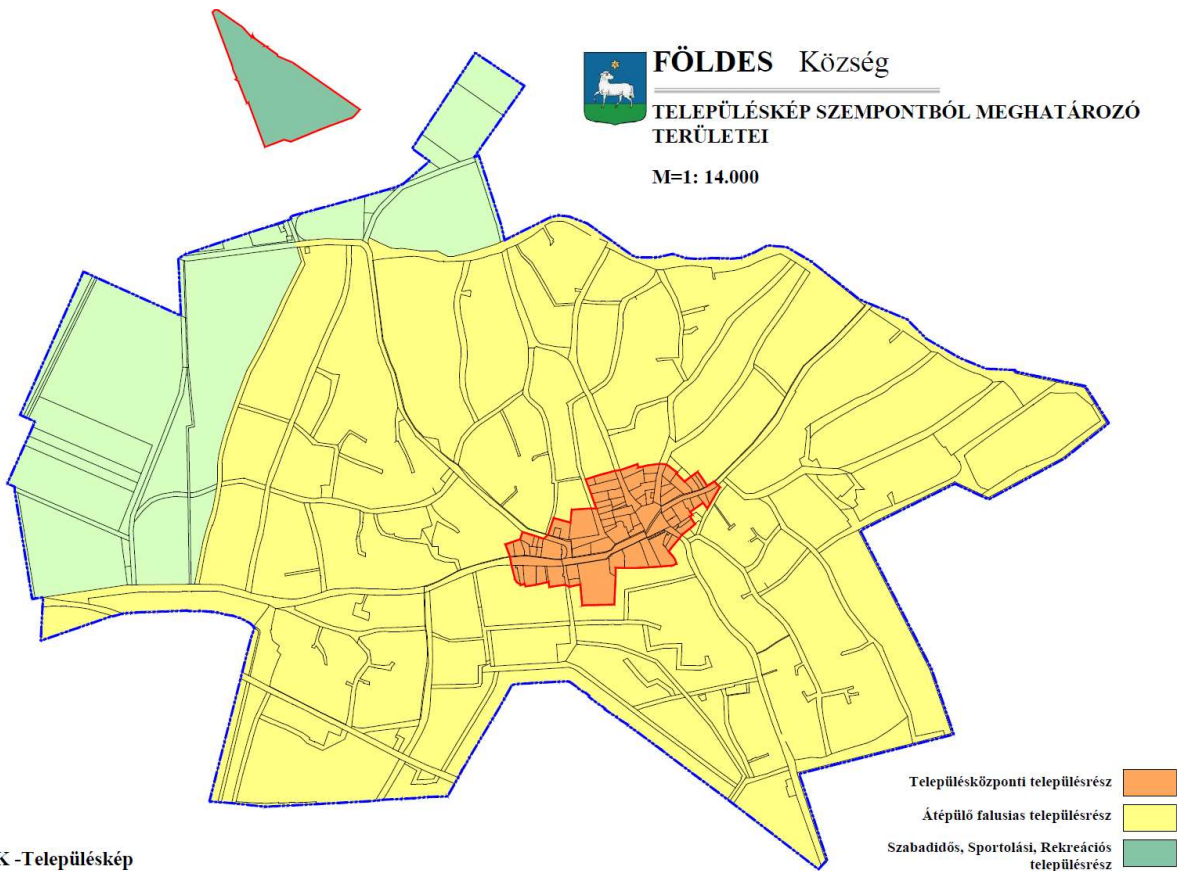 FÖLDES Község
TELEPÜLÉSKÉP SZEMPONTBÓL MEGHATÁROZÓ
TERÜLETEI
M=1: 14.000
Településközponti településrész
Átépülő falusias településrész
Szabadidős, Sportolási, Rekreációs
településrész
K -Településkép